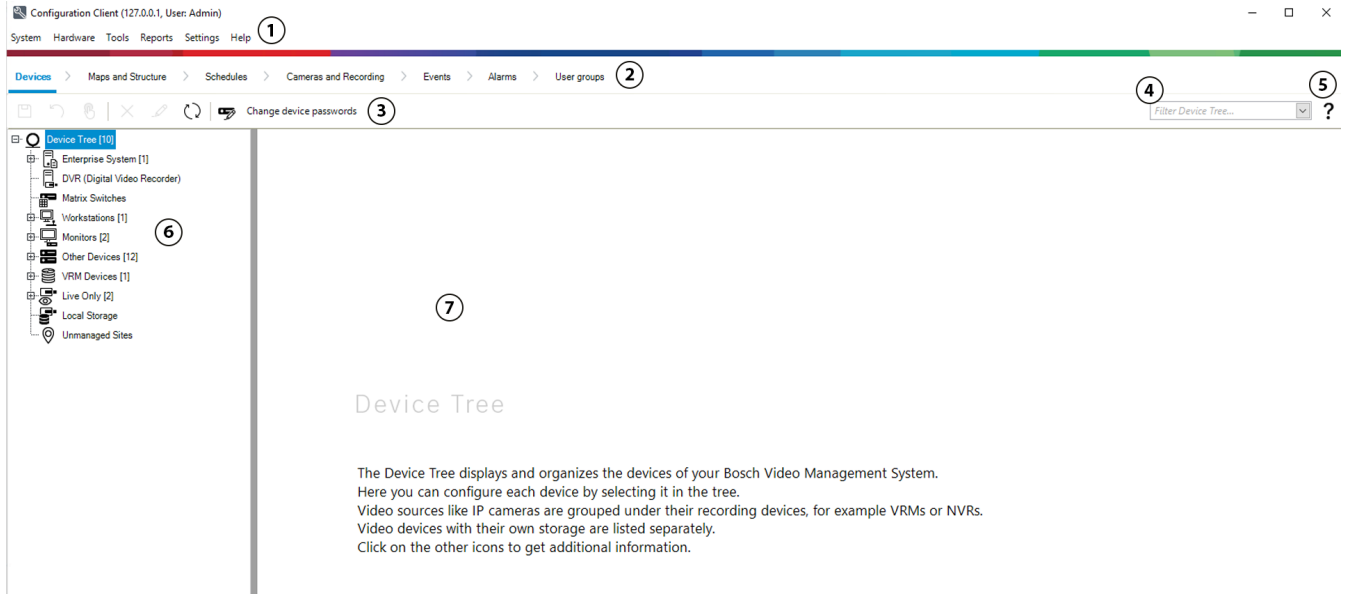 Configuration Client (127.0.0.1, User: Admin)
System Hardware Tools Reports Settings Help 1
Devices Maps and Structure Schedules Cameras and Recording Events Alarms User groups 2
Change device passwords 3
4
Filter Device Tree...
5
?
Device Tree [10]
Enterprise System [1]
DVR (Digital Video Recorder)
Matrix Switches
Workstations [1]
Monitors [2]
6
Other Devices [12]
VRM Devices [1]
Live Only [2]
Local Storage
Unmanaged Sites
7
Device Tree
The Device Tree displays and organizes the devices of your Bosch Video Management System.
Here you can configure each device by selecting it in the tree.
Video sources like IP cameras are grouped under their recording devices, for example VRMs or NVRs.
Video devices with their own storage are listed separately.
Click on the other icons to get additional information.